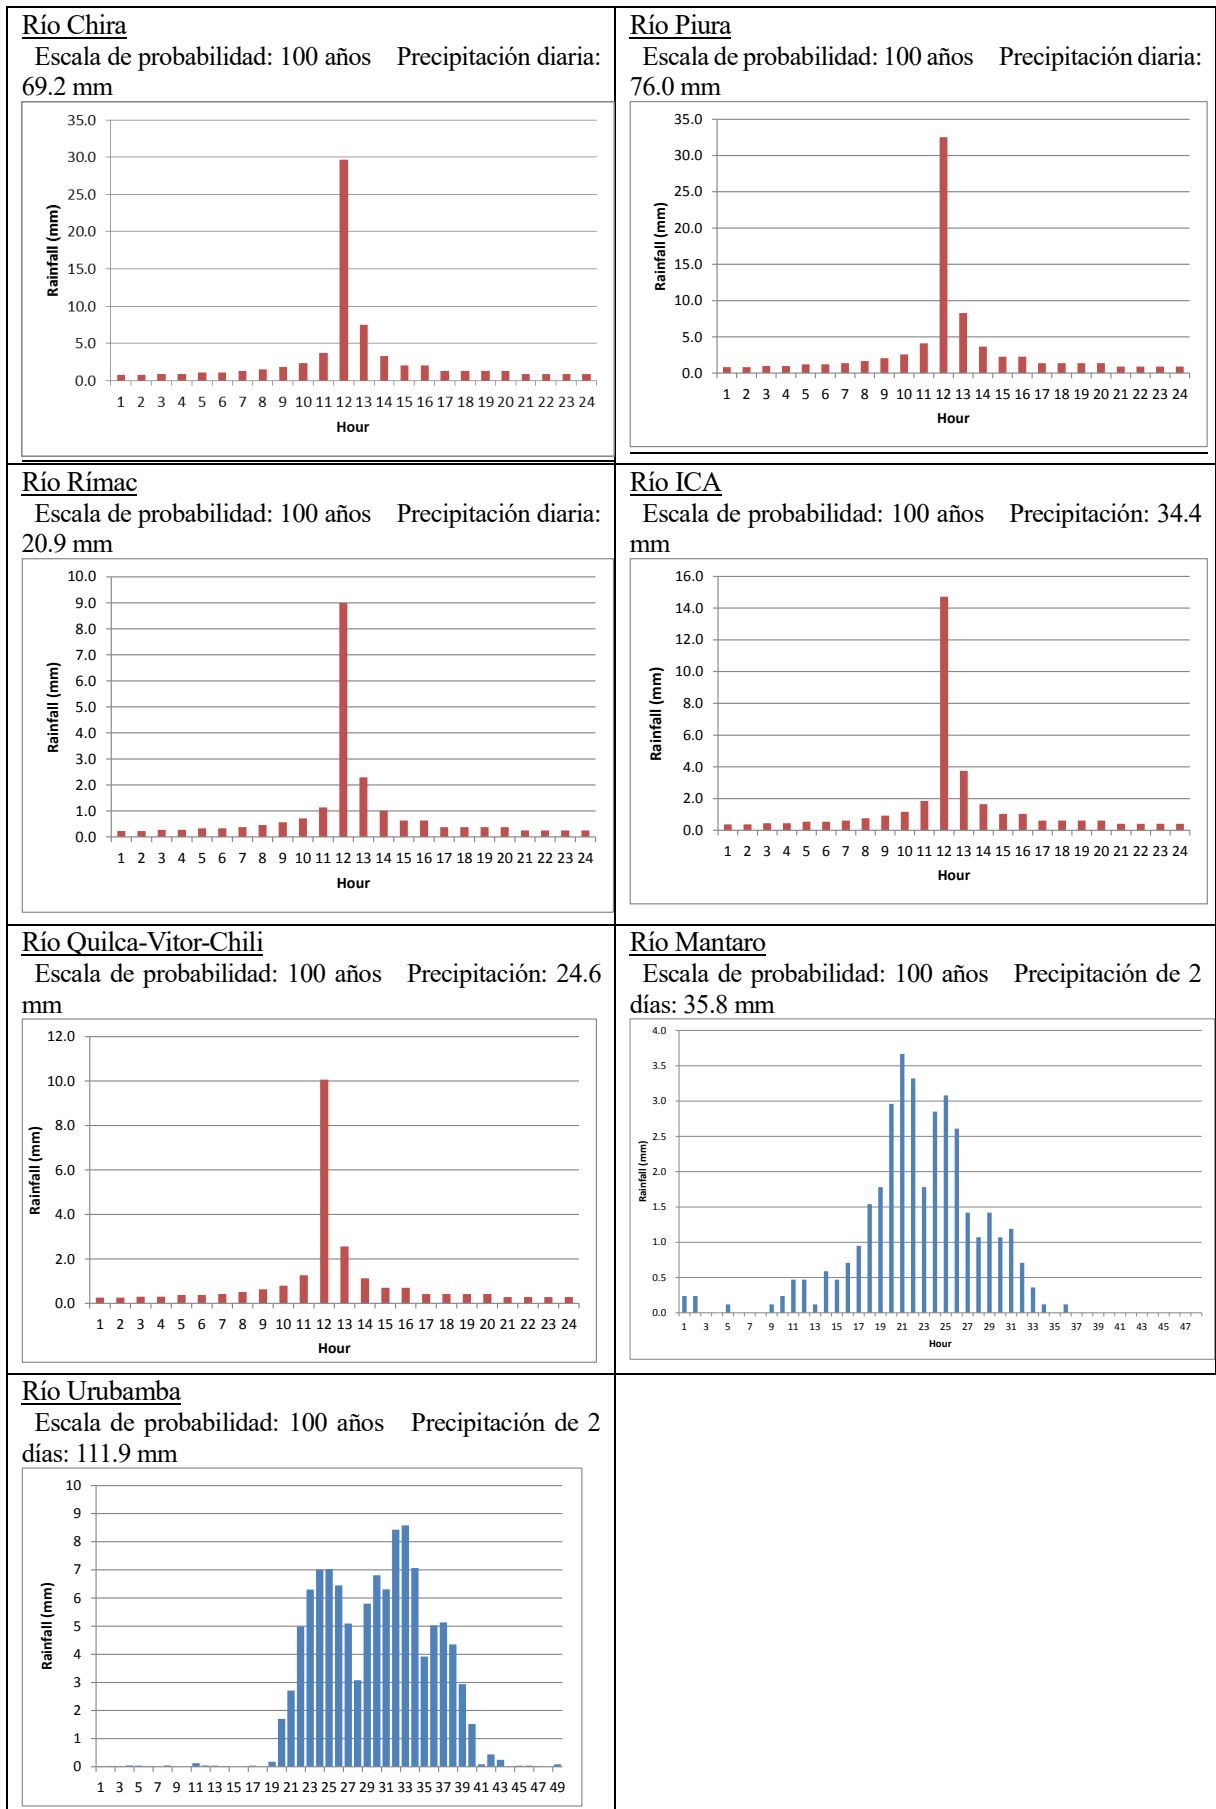 Río Chira
Escala de probabilidad: 100 años Precipitación diaria:
69.2 mm
35.0
30.0
25.0
20.0
15.0
10.0
5.0
0.0
Rainfall (mm)
1 2 3 4 5 6 7 8 9 10 11 12 13 14 15 16 17 18 19 20 21 22 23 24
Hour
Río Piura
Escala de probabilidad: 100 años Precipitación diaria:
76.0 mm
35.0
30.0
25.0
20.0
15.0
10.0
5.0
0.0
Rainfall (mm)
1 2 3 4 5 6 7 8 9 10 11 12 13 14 15 16 17 18 19 20 21 22 23 24
Hour
Río Rímac
Escala de probabilidad: 100 años Precipitación diaria:
20.9 mm
10.0
9.0
8.0
7.0
6.0
5.0
4.0
3.0
2.0
1.0
0.0
Rainfall (mm)
1 2 3 4 5 6 7 8 9 10 11 12 13 14 15 16 17 18 19 20 21 22 23 24
Hour
Río ICA
Escala de probabilidad: 100 años Precipitación: 34.4
mm
16.0
14.0
12.0
10.0
8.0
6.0
4.0
2.0
0.0
Rainfall (mm)
1 2 3 4 5 6 7 8 9 10 11 12 13 14 15 16 17 18 19 20 21 22 23 24
Hour
Río Quilca-Vitor-Chili
Escala de probabilidad: 100 años Precipitación: 24.6
mm
12.0
10.0
8.0
6.0
4.0
2.0
0.0
Rainfall (mm)
1 2 3 4 5 6 7 8 9 10 11 12 13 14 15 16 17 18 19 20 21 22 23 24
Hour
Río Mantaro
Escala de probabilidad: 100 años Precipitación de 2
días: 35.8 mm
4.0
3.5
3.0
2.5
2.0
1.5
1.0
0.5
0.0
Rainfall (mm)
1 3 5 7 9 11 13 15 17 19 21 23 25 27 29 31 33 35 37 39 41 43 45 47
Hour
Río Urubamba
Escala de probabilidad: 100 años Precipitación de 2
días: 111.9 mm
10
9
8
7
6
5
4
3
2
1
0
Rainfall (mm)
1 3 5 7 9 11 13 15 17 19 21 23 25 27 29 31 33 35 37 39 41 43 45 47 49
Hour